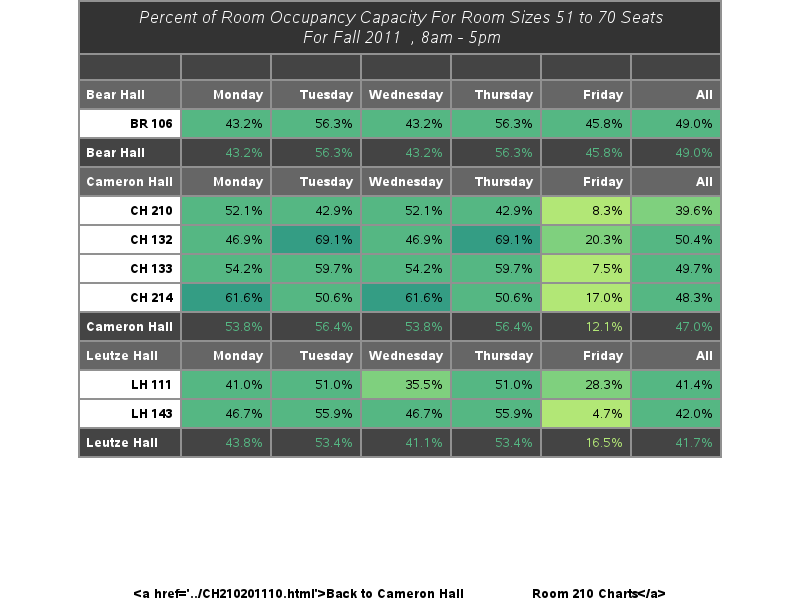 Percent of Room Occupancy Capacity For Room Sizes 51 to 70 Seats
For Fall 2011 , 8am - 5pm
Bear Hall Monday Tuesday Wednesday Thursday Friday All
BR 106 43.2% 56.3% 43.2% 56.3% 45.8% 49.0%
Bear Hall 43.2% 56.3% 43.2% 56.3% 45.8% 49.0%
Cameron Hall Monday Tuesday Wednesday Thursday Friday All
CH 210 52.1% 42.9% 52.1% 42.9% 8.3% 39.6%
CH 132 46.9% 69.1% 46.9% 69.1% 20.3% 50.4%
CH 133 54.2% 59.7% 54.2% 59.7% 7.5% 49.7%
CH 214 61.6% 50.6% 61.6% 50.6% 17.0% 48.3%
Cameron Hall 53.8% 56.4% 53.8% 56.4% 12.1% 47.0%
Leutze Hall Monday Tuesday Wednesday Thursday Friday All
LH 111 41.0% 51.0% 35.5% 51.0% 28.3% 41.4%
LH 143 46.7% 55.9% 46.7% 55.9% 4.7% 42.0%
Leutze Hall 43.8% 53.4% 41.1% 53.4% 16.5% 41.7%
<a href='../CH210201110.html'>Back to Cameron Hall Room 210 Charts</a>